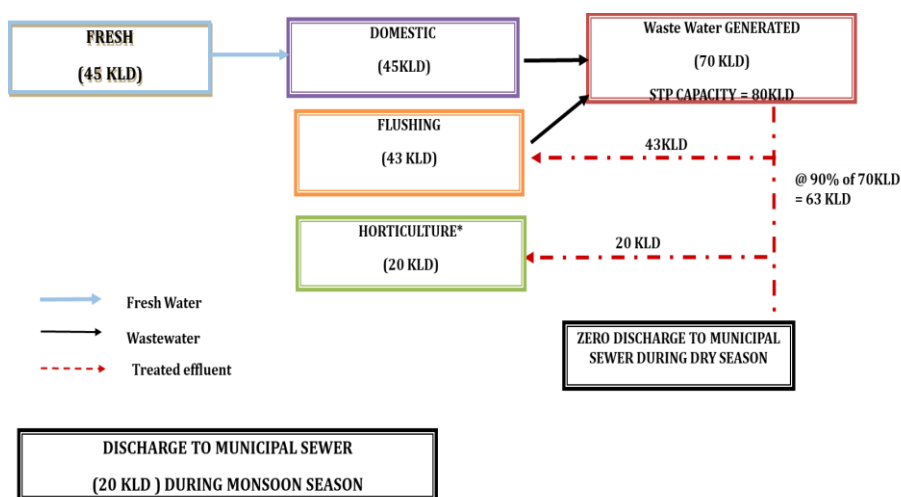 FRESH
(45 KLD)
DOMESTIC
(45KLD)
Waste Water GENERATED
(70 KLD)
STP CAPACITY = 80KLD
FLUSHING
(43 KLD)
43KLD
@ 90% of 70KLD
= 63 KLD
HORTICULTURE*
(20 KLD)
20 KLD
Fresh Water
Wastewater
Treated effluent
ZERO DISCHARGE TO MUNICIPAL
SEWER DURING DRY SEASON
DISCHARGE TO MUNICIPAL SEWER
(20 KLD ) DURING MONSOON SEASON